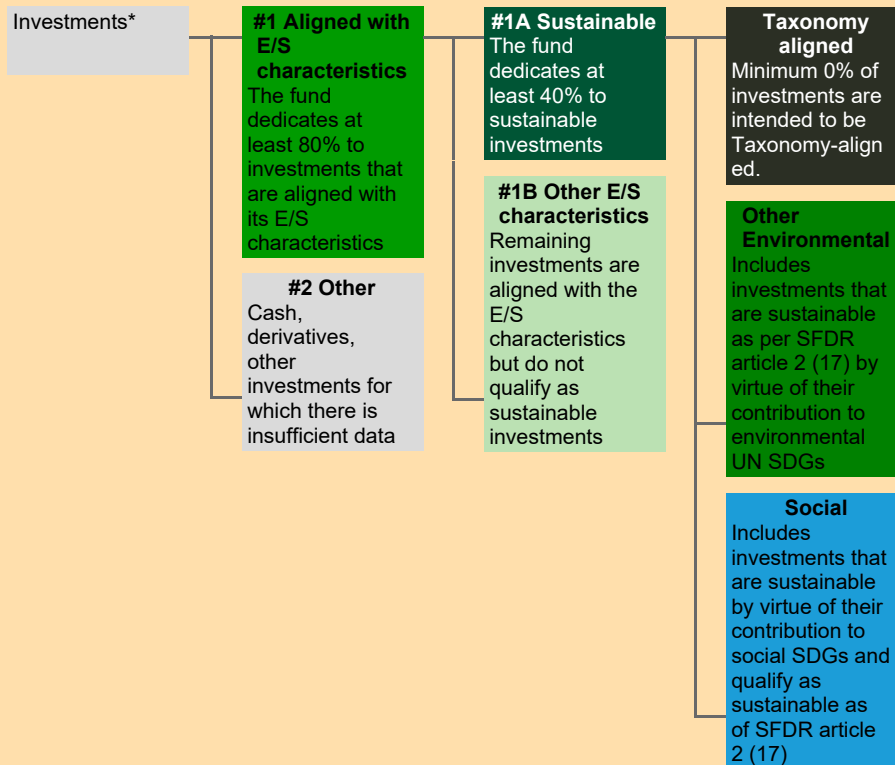 Investments*
#1 Aligned with
E/S
characteristics
The fund
dedicates at
least 80% to
investments that
are aligned with
its E/S
characteristics
#2 Other
Cash,
derivatives,
other
investments for
which there is
insufficient data
#1A Sustainable
The fund
dedicates at
least 40% to
sustainable
investments
#1B Other E/S
characteristics
Remaining
investments are
aligned with the
E/S
characteristics
but do not
qualify as
sustainable
investments
Taxonomy
aligned
Minimum 0% of
investments are
intended to be
Taxonomy-align
ed.
Other
Environmental
Includes
investments that
are sustainable
as per SFDR
article 2 (17) by
virtue of their
contribution to
environmental
UN SDGs
Social
Includes
investments that
are sustainable
by virtue of their
contribution to
social SDGs and
qualify as
sustainable as
of SFDR article
2 (17)